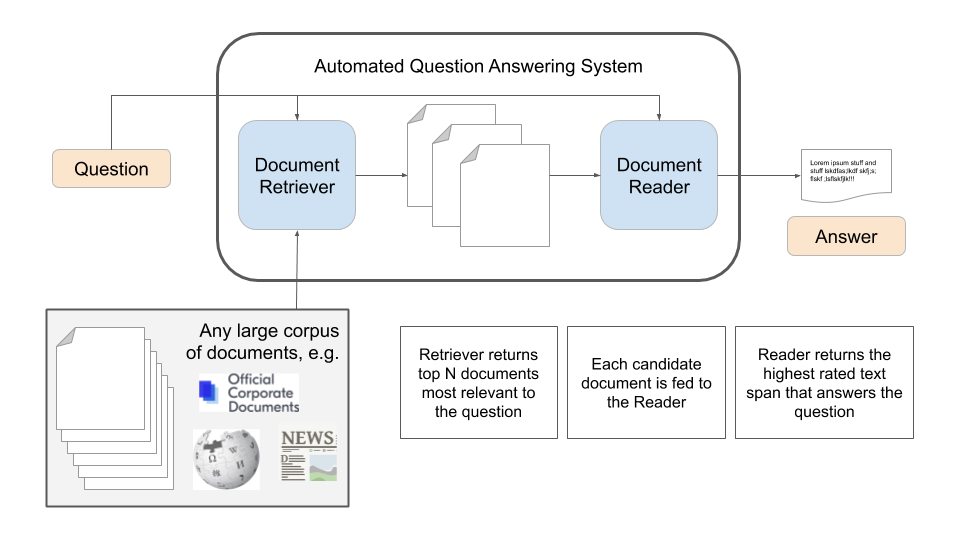 Automated Question Answering System
Question
Document
Retriever
Document
Reader
Lorem ipsum stuff and
stuff lskdfas;lkdf skfj;s;
flskf ;lsflskfjlk!!!
Answer
Any large corpus
of documents, e.g.
Official
Corporate
Documents
W
Ω
И
NEWS
D
Retriever returns
top N documents
most relevant to
the question
Each candidate
document is fed to
the Reader
Reader returns the
highest rated text
span that answers the
question